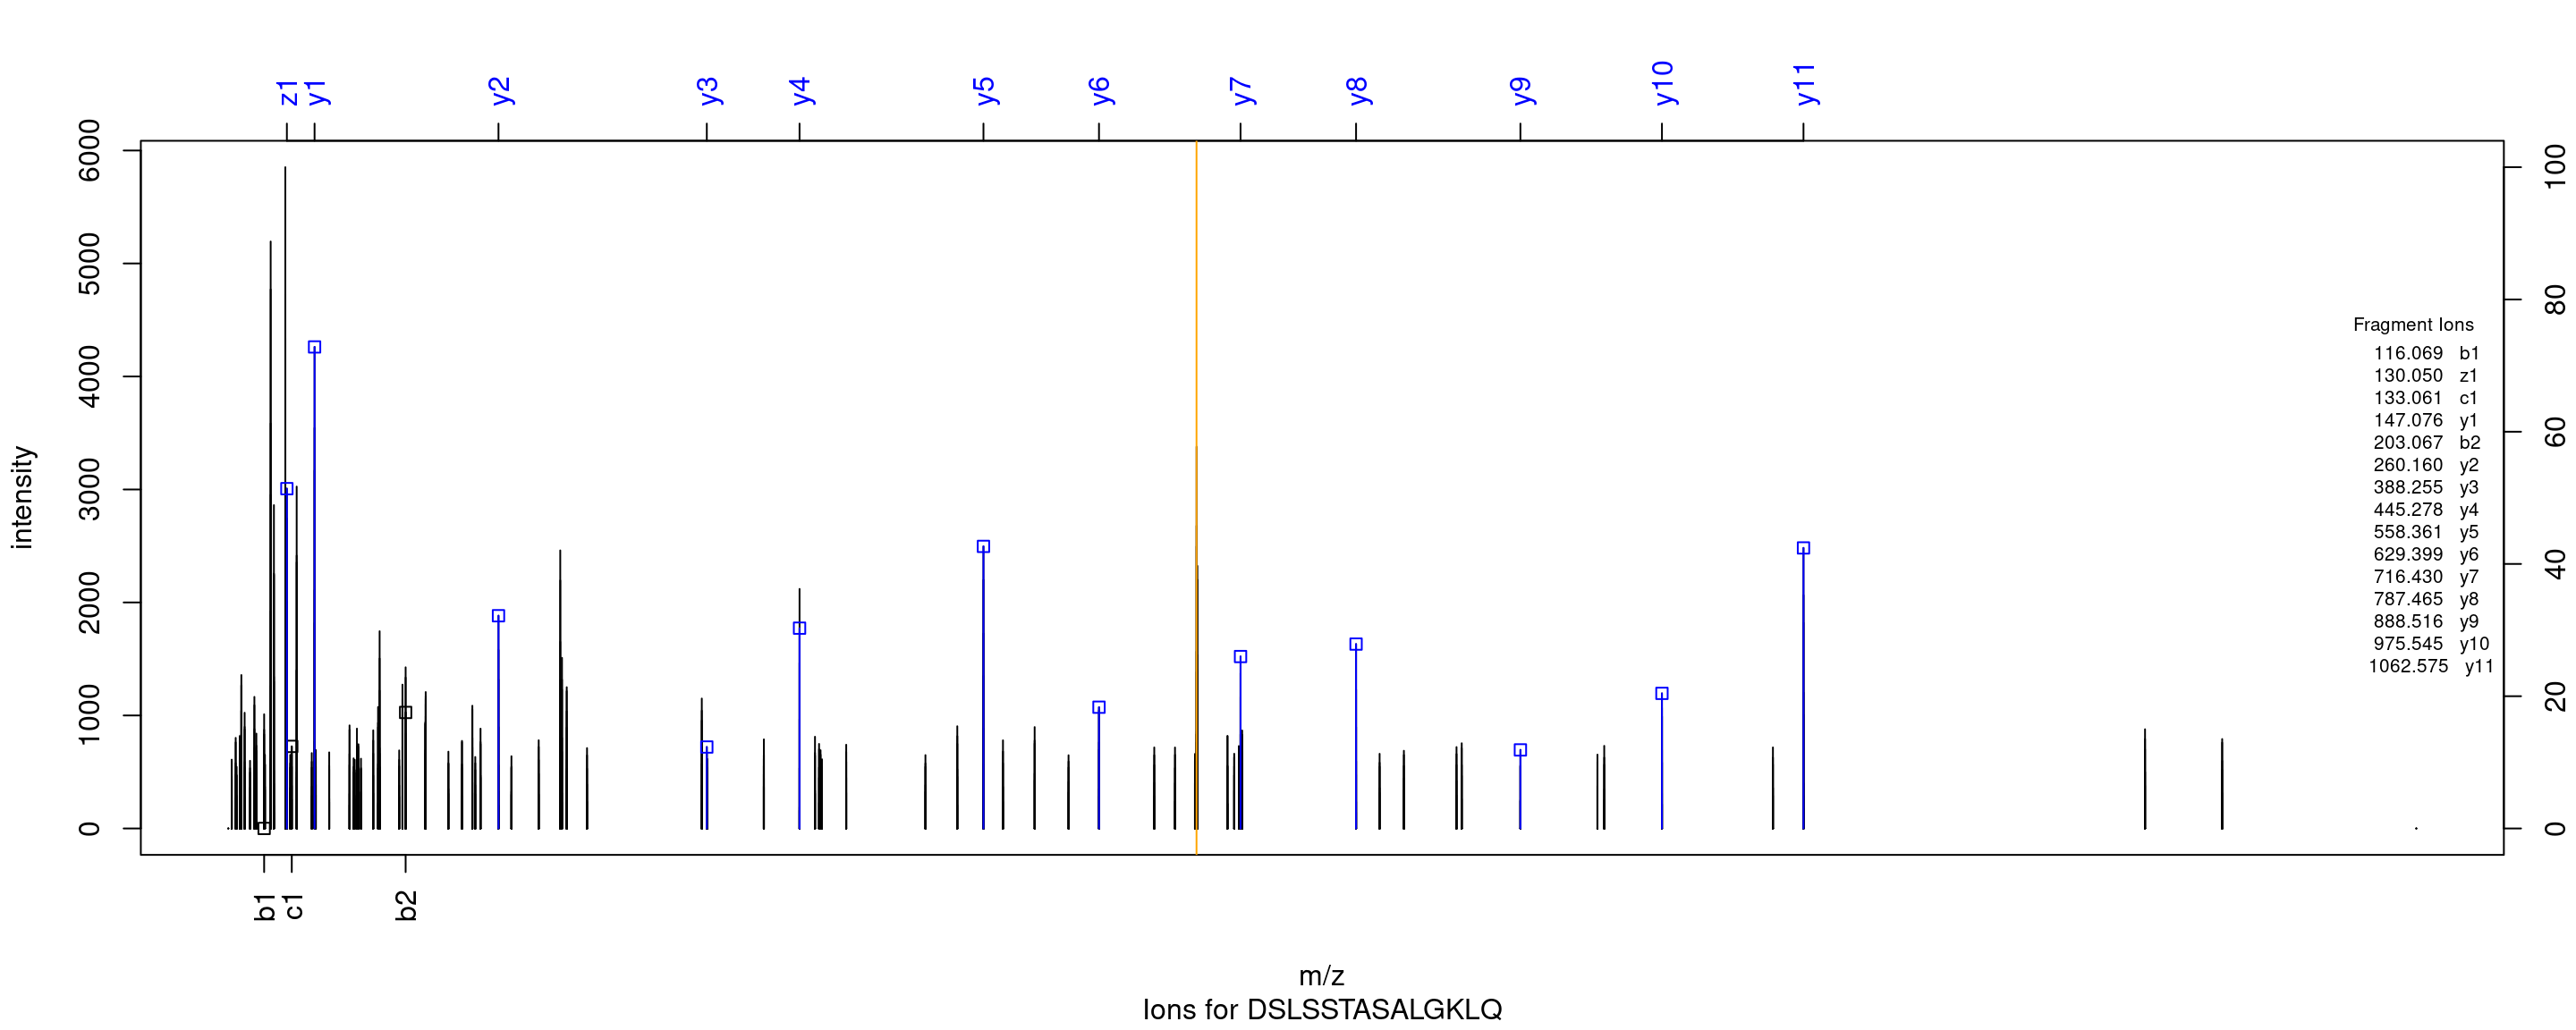 z1 y1 y2 y3 y4 y5 y6 y7 y8 y9 y10 y11
6000
5000
4000
3000
2000
1000
0
intensity
100
80
60
40
20
0
Fragment Ions
116.069 b1
130.050 z1
133.061 c1
147.076 y1
203.067 b2
260.160 y2
388.255 y3
445.278 y4
558.361 y5
629.399 y6
716.430 y7
787.465 y8
888.516 y9
975.545 y10
1062.575 y11
b1 c1 b2
m/z
Ions for DSLSSTASALGKLQ